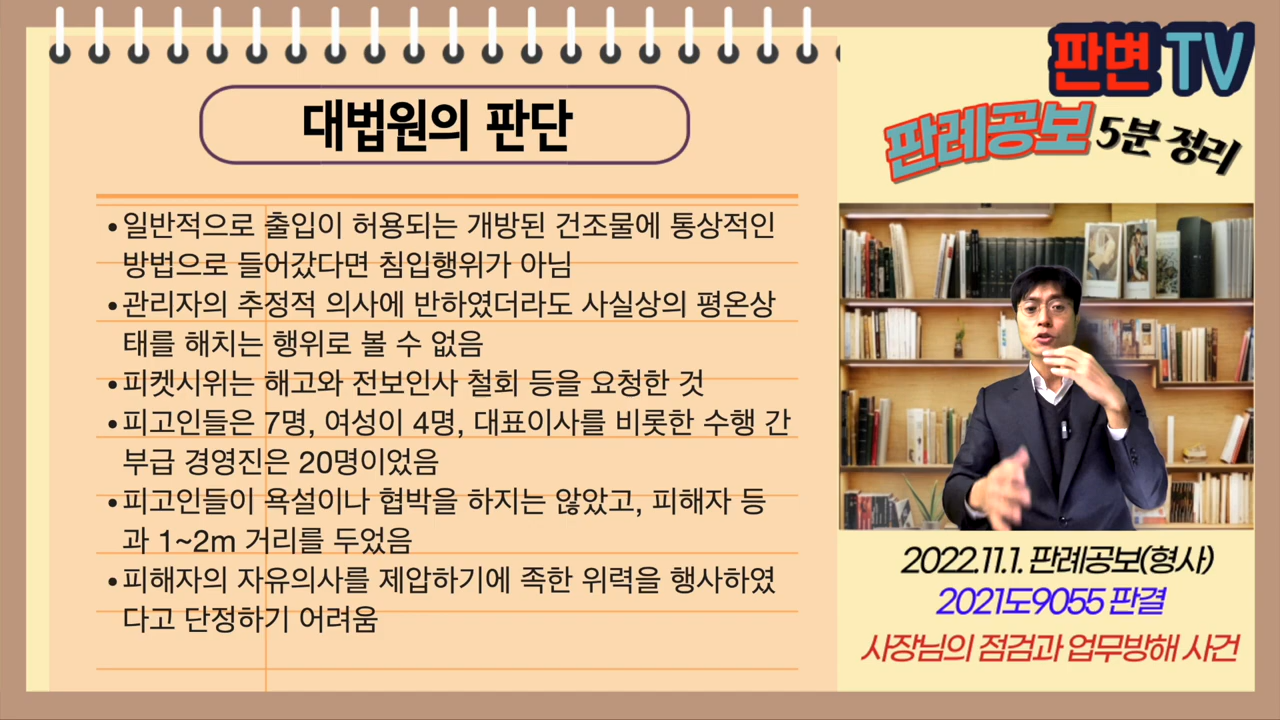 대법원의 판단
•일반적으로 출입이 허용되는 개방된 건조물에 통상적인
방법으로 들어갔다면 침입행위가 아님
•관리자의 추정적 의사에 반하였더라도 사실상의 평온상
태를 해치는 행위로 볼 수 없음
•피켓시위는 해고와 전보인사 철회 등을 요청한 것
•피고인들은 7명, 여성이 4명, 대표이사를 비롯한 수행 간
부급 경영진은 20명이었음
•피고인들이 욕설이나 협박을 하지는 않았고, 피해자 등
과 1~2m 거리를 두었음
•피해자의 자유의사를 제압하기에 족한 위력을 행사하였
다고 단정하기 어려움
판변 TV
판례공보 5분 정리
2022.11.1. 판례공보(형사)
2021도9055 판결
사장님의 점검과 업무방해 사건